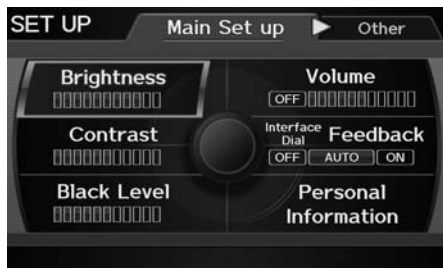 SET UP
Main Set up
Other
Brightness
Volume
OFF
Contrast
Interface
Dial
Feedback
OFF
AUTO
ON
Black Level
Personal
Information